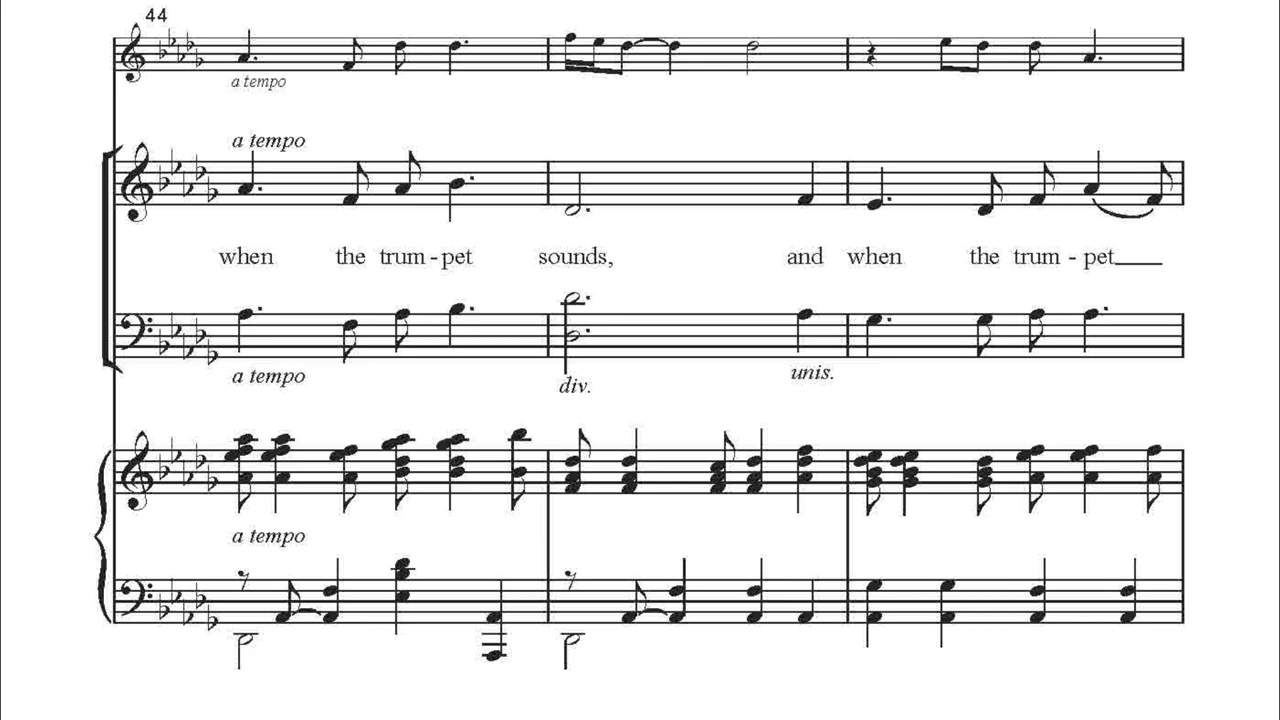 44
a tempo
a tempo
when the trum - pet sounds, and when the trum - pet
a tempo
div.
unis.
a tempo